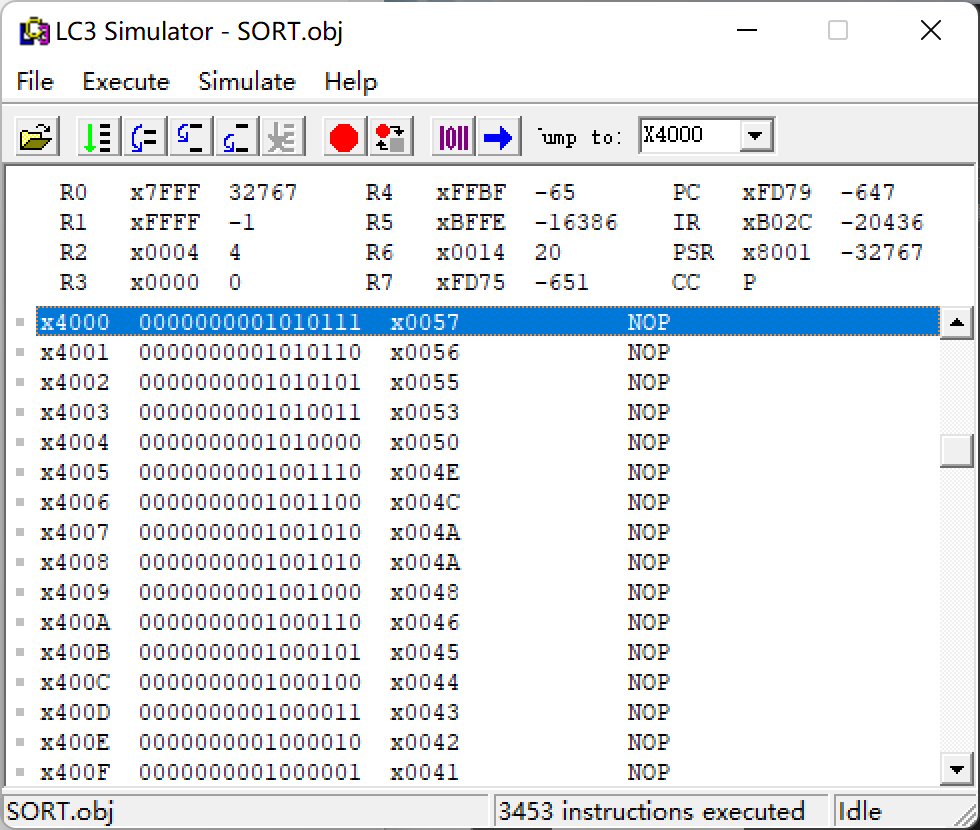 LC3 Simulator - SORT.obj
File Execute Simulate Help
Jump to: X4000
R0 x7FFF 32767 R4 xFFBF -65 PC xFD79 -647
R1 xFFFF -1 R5 xBFFE -16386 IR xB02C -20436
R2 x0004 4 R6 x0014 20 PSR x8001 -32767
R3 x0000 0 R7 xFD75 -651 CC P
x4000 0000000001010111 x0057 NOP
x4001 0000000001010110 x0056 NOP
x4002 0000000001010101 x0055 NOP
x4003 0000000001010011 x0053 NOP
x4004 0000000001010000 x0050 NOP
x4005 0000000001001110 x004E NOP
x4006 0000000001001100 x004C NOP
x4007 0000000001001010 x004A NOP
x4008 0000000001001010 x004A NOP
x4009 0000000001001000 x0048 NOP
x400A 0000000001000110 x0046 NOP
x400B 0000000001000101 x0045 NOP
x400C 0000000001000100 x0044 NOP
x400D 0000000001000011 x0043 NOP
x400E 0000000001000010 x0042 NOP
x400F 0000000001000001 x0041 NOP
SORT.obj 3453 instructions executed Idle